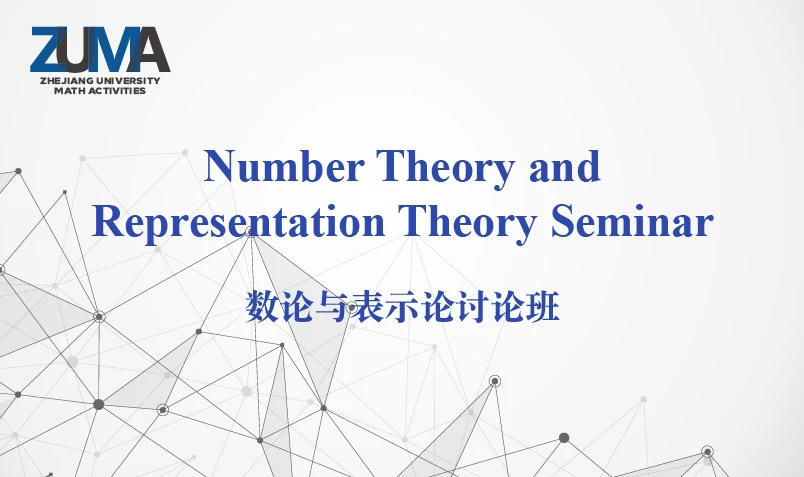 ZUMA
ZHEJIANG UNIVERSITY
MATH ACTIVITIES
Number Theory and
Representation Theory Seminar
数论与表示论讨论班